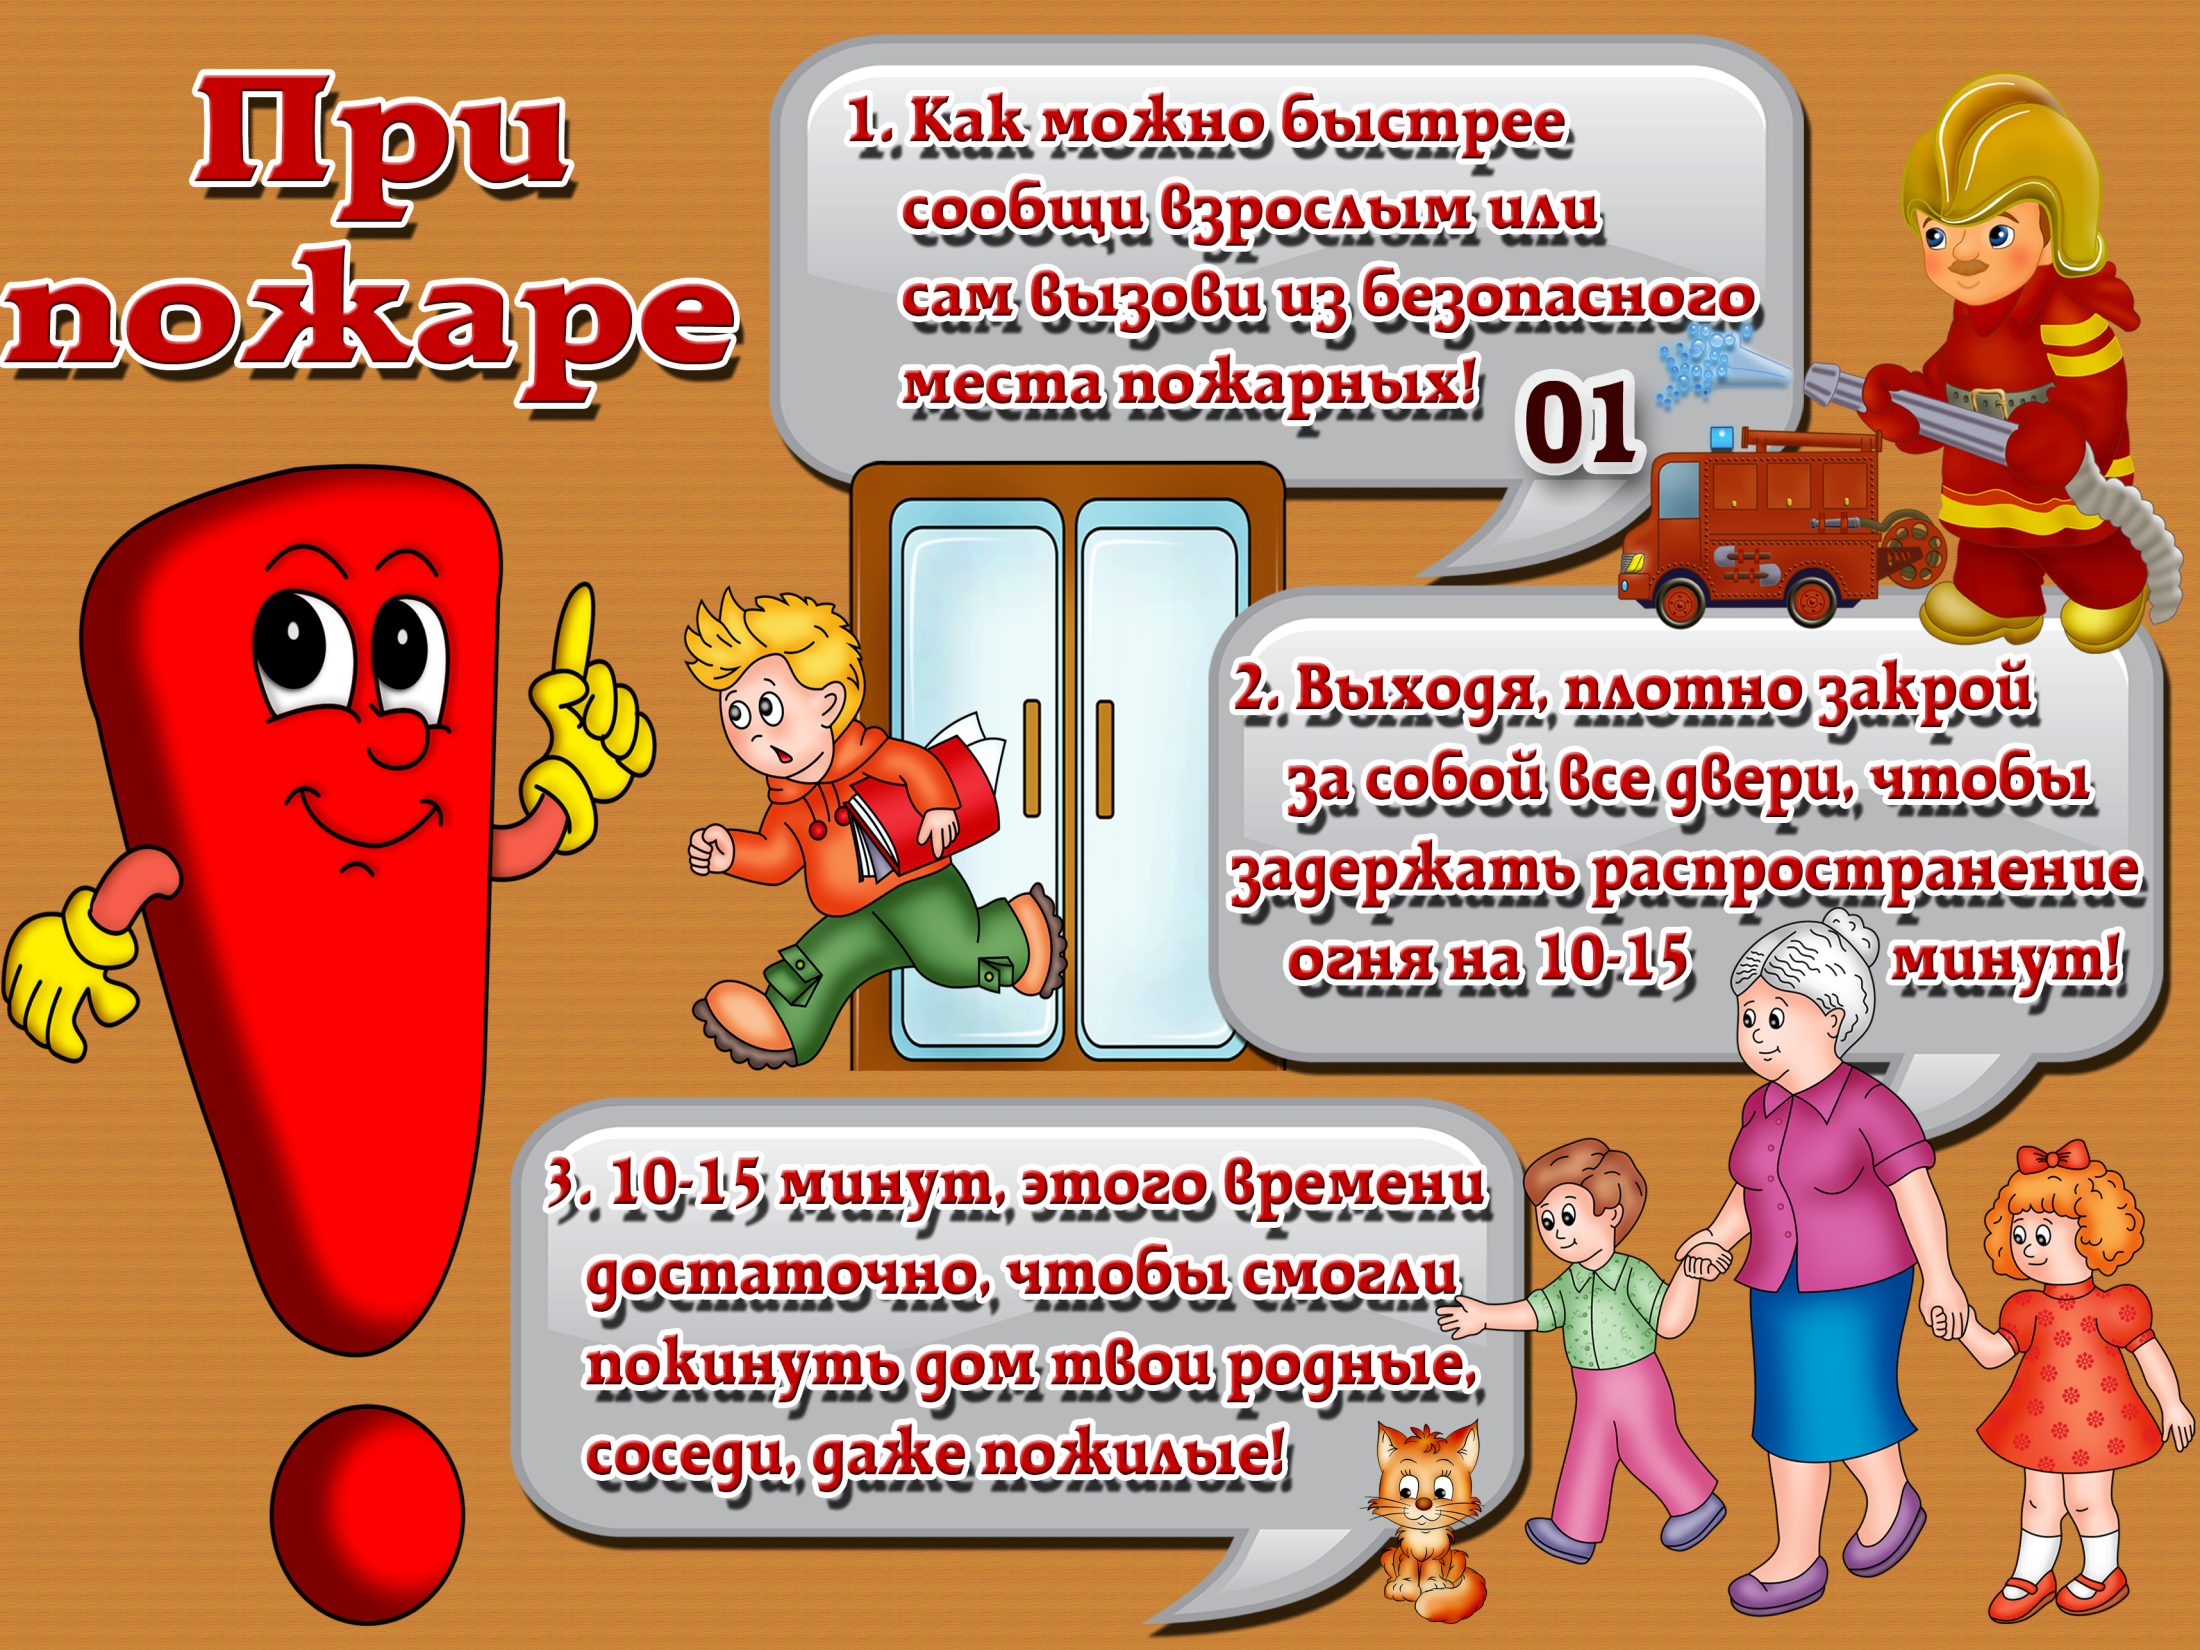 При
пожаре
1. Как можно быстрее
сообщи взрослым или
сам вызови из безопасного
места пожарных!
01
2. Выходя, плотно закрой
за собой все двери, чтобы
задержать распространение
огня на 10-15 минут!
3. 10-15 минут, этого времени
достаточно, чтобы смогли
покинуть дом твои родные,
соседи, даже пожилые!